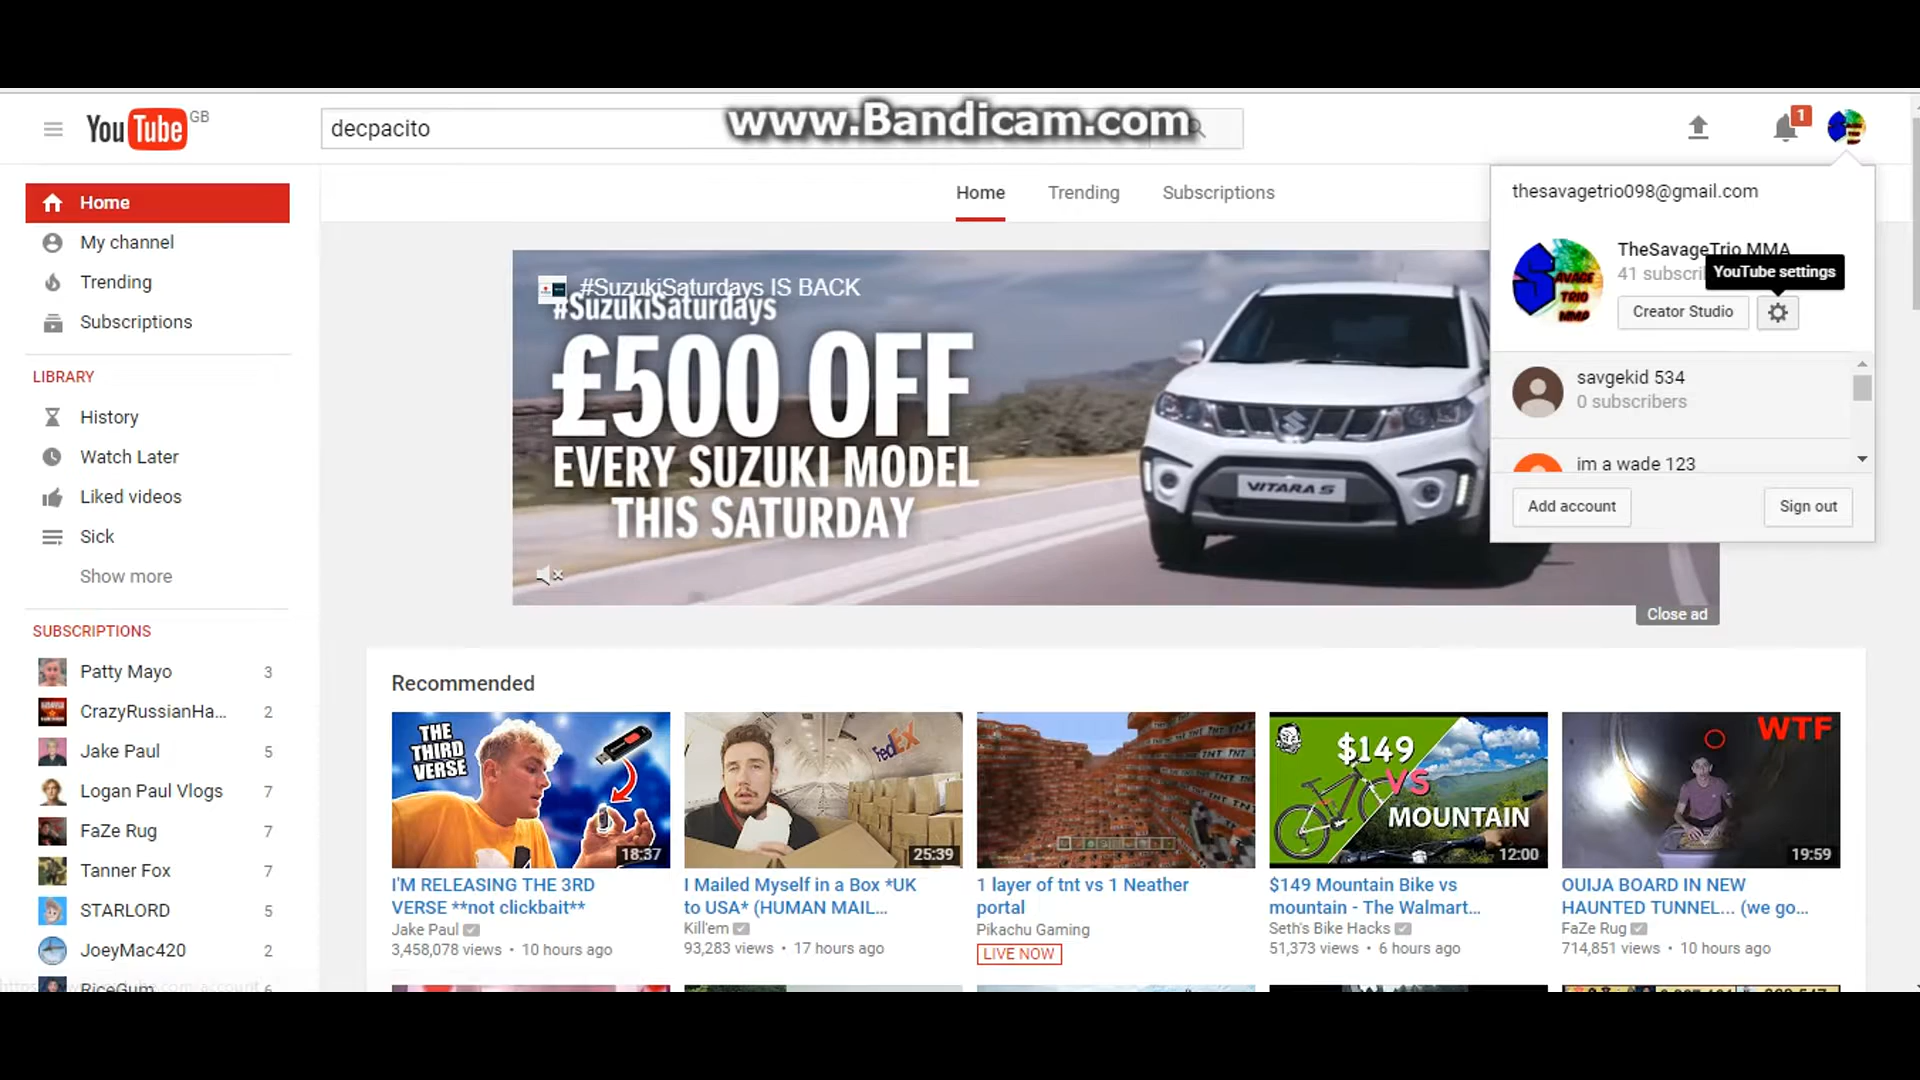 www.Bandicam.com
YouTube GB
decpacito
1
Home
My channel
Trending
Subscriptions
LIBRARY
History
Watch Later
Liked videos
Sick
Show more
SUBSCRIPTIONS
Patty Mayo 3
CrazyRussianHa... 2
Jake Paul 5
Logan Paul Vlogs 7
FaZe Rug 7
Tanner Fox 7
STARLORD 5
JoeyMac420 2
RiceGum 6
Home Trending Subscriptions
#SuzukiSaturdays IS BACK
#SuzukiSaturdays
£500 OFF
EVERY SUZUKI MODEL
THIS SATURDAY
VITARA S
Close ad
thesavagetrio098@gmail.com
TheSavageTrio MMA
41
YouTube settings
Creator Studio
SAVAGE
TRIO
MMA
savgekid 534
0 subscribers
im a wade 123
Add account
Sign out
Recommended
THE
THIRD
VERSE
18:37
I'M RELEASING THE 3RD
VERSE **not clickbait**
Jake Paul
3,458,078 views • 10 hours ago
FedEx
25:39
I Mailed Myself in a Box *UK
to USA* (HUMAN MAIL...
Kill'em
93,283 views • 17 hours ago
TNT TNT TNT
1 layer of tnt vs 1 Neather
portal
Pikachu Gaming
LIVE NOW
$149
VS
MOUNTAIN
12:00
$149 Mountain Bike vs
mountain - The Walmart...
Seth's Bike Hacks
51,373 views • 6 hours ago
WTF
19:59
OUIJA BOARD IN NEW
HAUNTED TUNNEL... (we go...
FaZe Rug
714,851 views • 10 hours ago